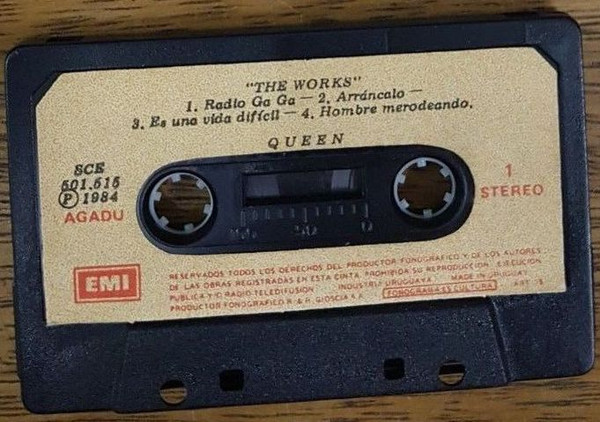 "THE WORKS"
1. Radio Ga Ga — 2. Arráncalo —
3. Es una vida difícil — 4. Hombre merodeando.
QUEEN
SCE
501.515
Ⓟ 1984
AGADU
1
STEREO
EMI
RESERVADOS TODOS LOS DERECHOS DEL PRODUCTOR FONOGRAFICO Y DE LOS AUTORES
DE LAS OBRAS REGISTRADAS EN ESTA CINTA. PROHIBIDA SU REPRODUCCION EJECUCION
PUBLICA Y/O RADIO-TELEDIFUSION INDUSTRIA URUGUAYA MADE IN URUGUAY
PRODUCTOR FONOGRAFICO R. & R. GIOSCIA S.A. FONOGRAMA ES CULTURA
100 50 0